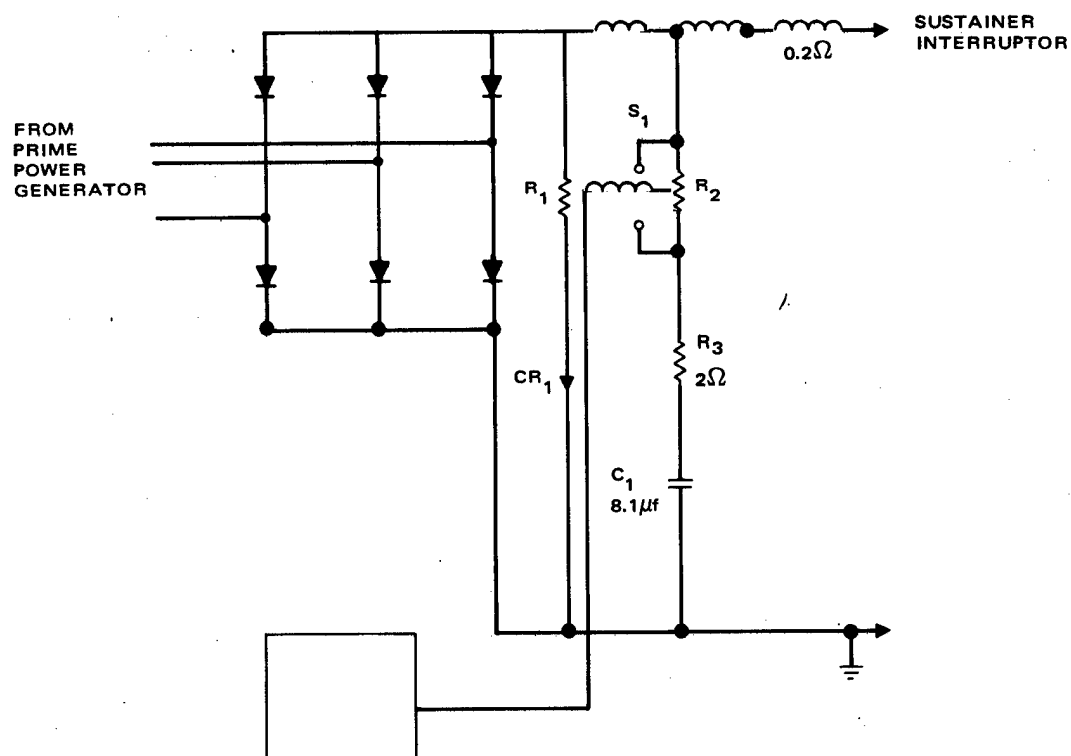 SUSTAINER
INTERRUPTOR
0.2Ω
S1
FROM
PRIME
POWER
GENERATOR
R1
R2
R3
2Ω
CR1
C1
8.1μf